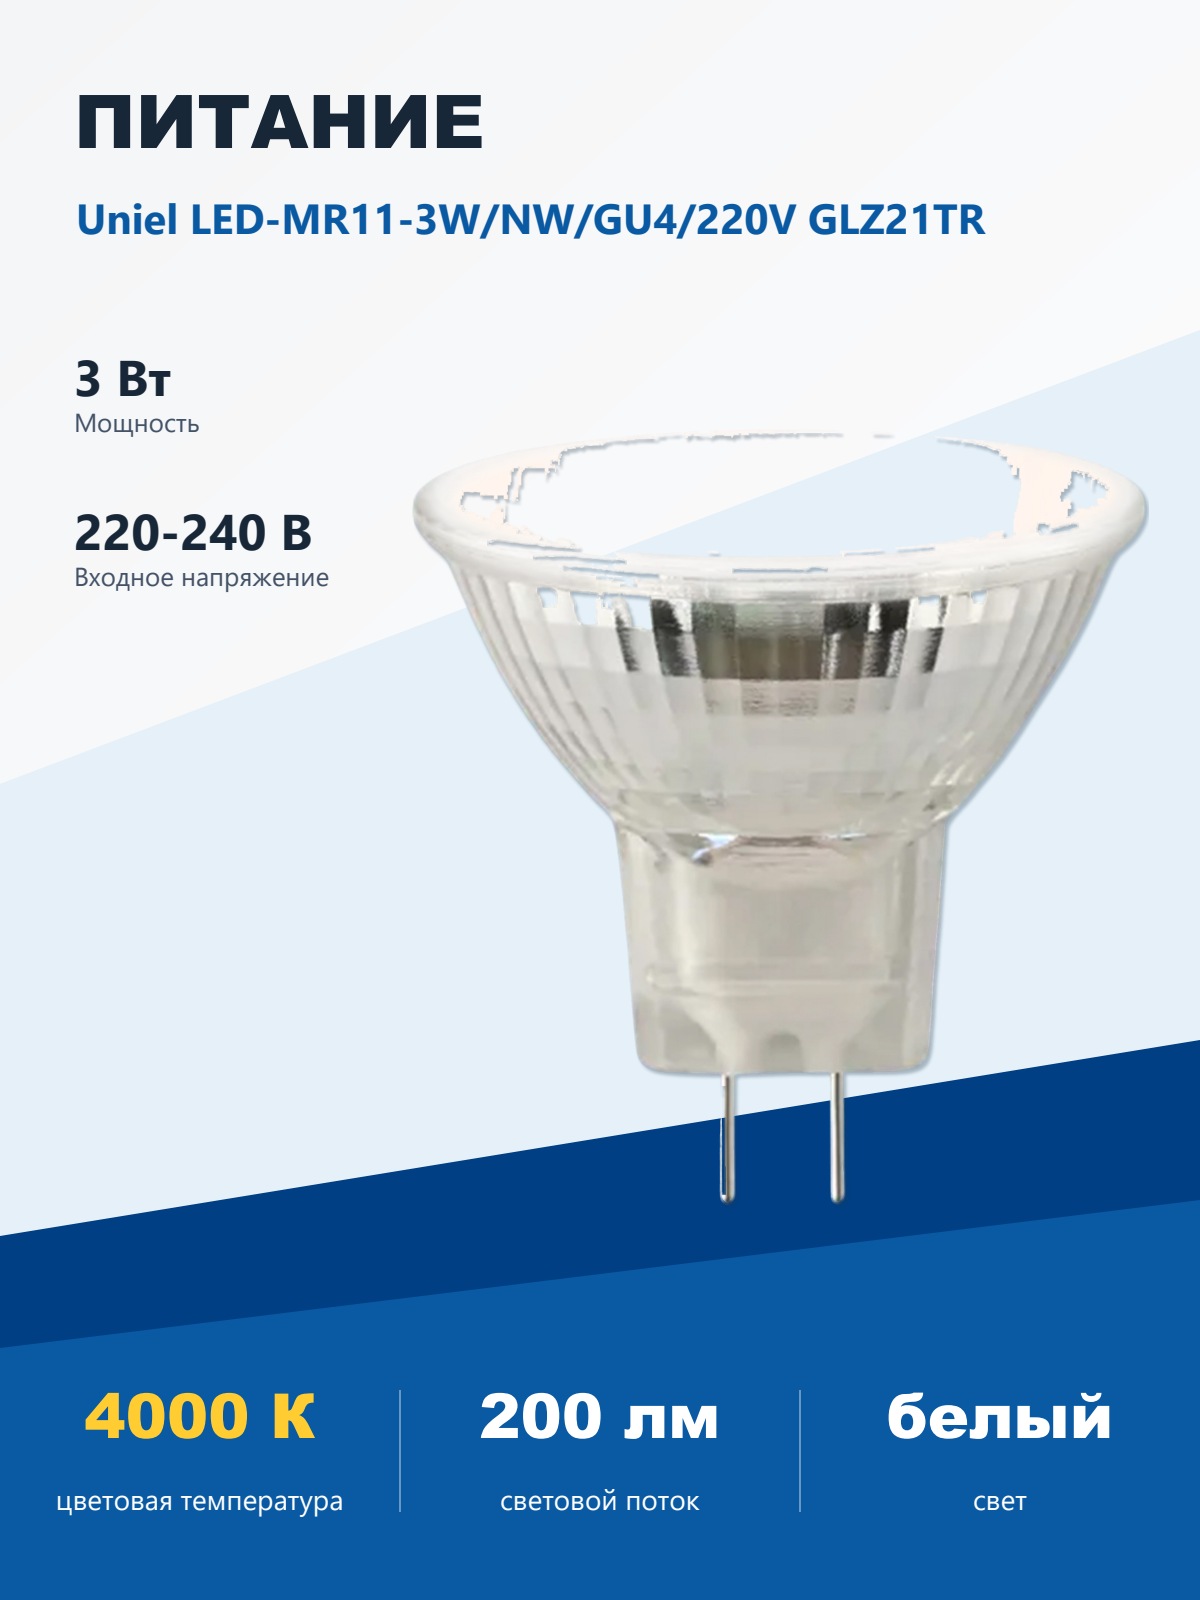 ПИТАНИЕ
Uniel LED-MR11-3W/NW/GU4/220V GLZ21TR
3 Вт
Мощность
220-240 В
Входное напряжение
4000 К
цветовая температура
200 лм
световой поток
белый
свет